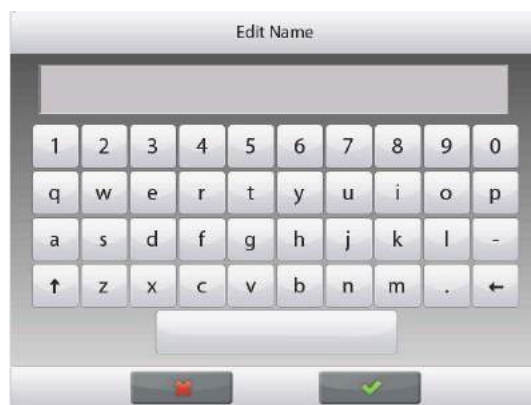 Edit Name
1 2 3 4 5 6 7 8 9 0
q w e r t y u i o p
a s d f g h j k l -
↑ z x c v b n m . ←